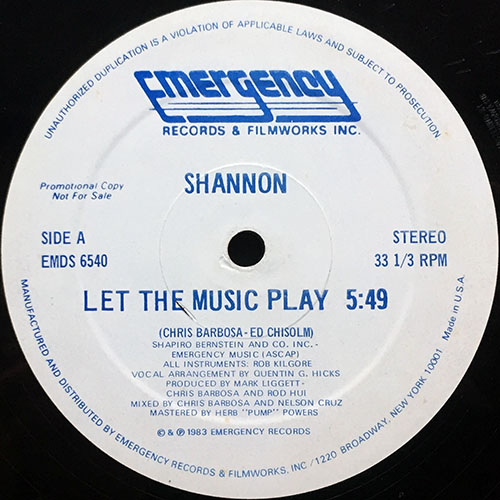 UNAUTHORIZED DUPLICATION IS A VIOLATION OF APPLICABLE LAWS AND SUBJECT TO PROSECUTION.
Emergency
RECORDS & FILMWORKS INC.
Promotional Copy
Not For Sale
SHANNON
SIDE A
EMDS 6540
STEREO
33 1/3 RPM
LET THE MUSIC PLAY 5:49
(CHRIS BARBOSA - ED CHISOLM)
SHAPIRO BERNSTEIN AND CO. INC. -
EMERGENCY MUSIC (ASCAP)
ALL INSTRUMENTS: ROB KILGORE
VOCAL ARRANGEMENT BY QUENTIN G. HICKS
PRODUCED BY MARK LIGGETT -
CHRIS BARBOSA AND ROD HUI
MIXED BY CHRIS BARBOSA AND NELSON CRUZ
MASTERED BY HERB "PUMP" POWERS
© & ℗ 1983 EMERGENCY RECORDS
MANUFACTURED AND DISTRIBUTED BY EMERGENCY RECORDS & FILMWORKS, INC./1220 BROADWAY, NEW YORK 10001 Made in U.S.A.